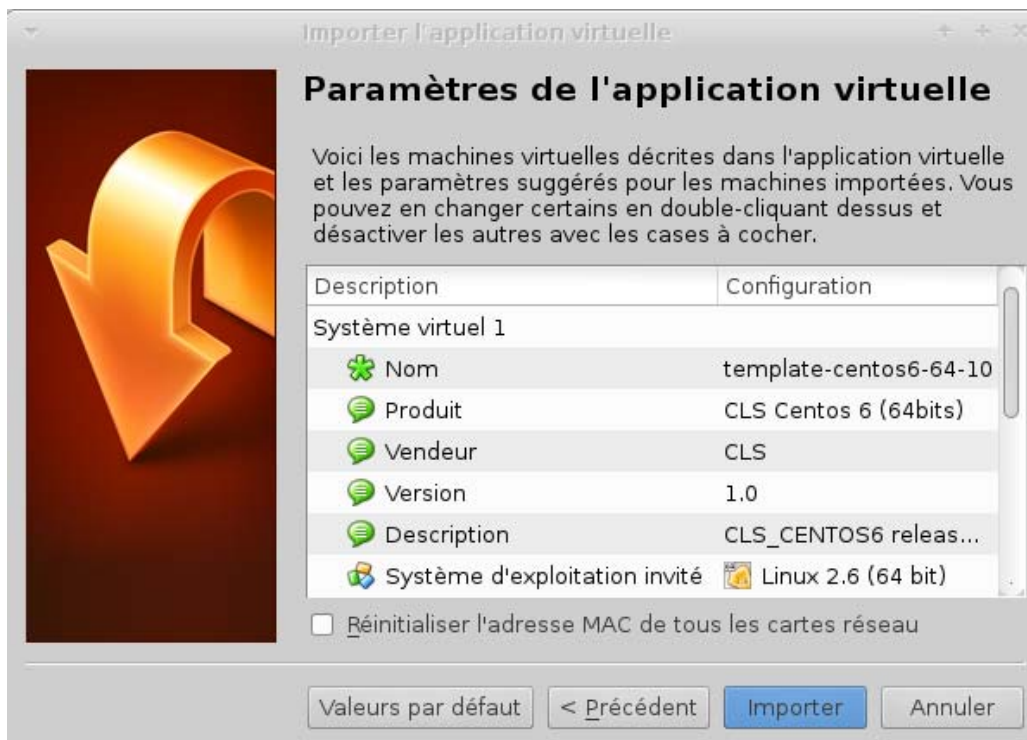 Importer l'application virtuelle
Paramètres de l'application virtuelle
Voici les machines virtuelles décrites dans l'application virtuelle
et les paramètres suggérés pour les machines importées. Vous
pouvez en changer certains en double-cliquant dessus et
désactiver les autres avec les cases à cocher.
Description Configuration
Système virtuel 1
Nom template-centos6-64-10
Produit CLS Centos 6 (64bits)
Vendeur CLS
Version 1.0
Description CLS_CENTOS6 releas...
Système d'exploitation invité Linux 2.6 (64 bit)
Réinitialiser l'adresse MAC de tous les cartes réseau
Valeurs par défaut < Précédent Importer Annuler